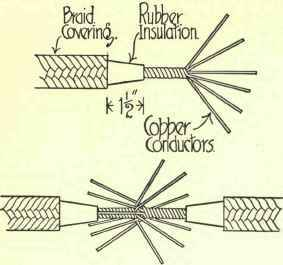 Braid
Covering.
Rubber
Insulation.
1½"
Copper
Conductors.